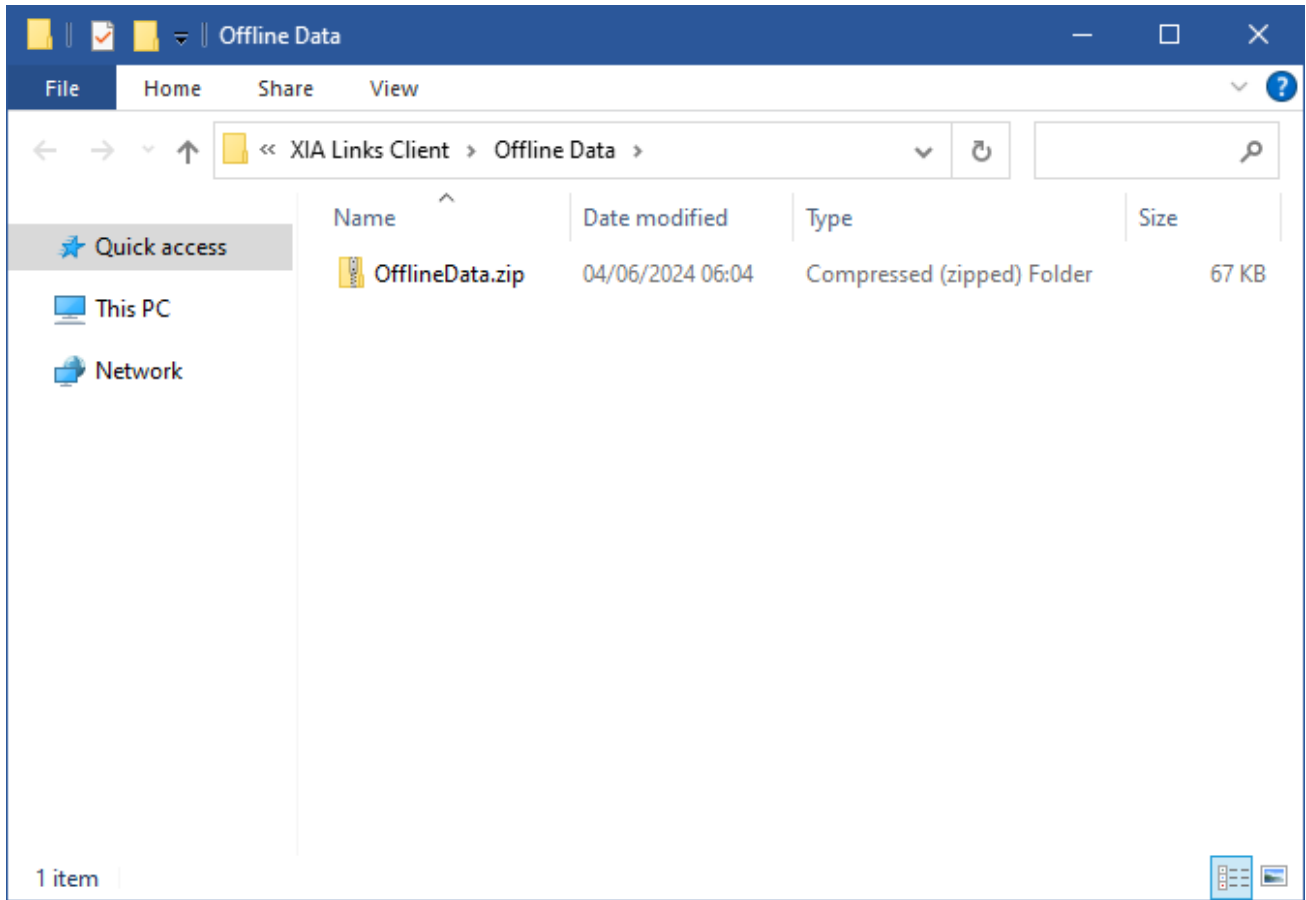 Offline Data
File Home Share View ?
« XIA Links Client > Offline Data >
Name Date modified Type Size
Quick access
OfflineData.zip 04/06/2024 06:04 Compressed (zipped) Folder 67 KB
This PC
Network
1 item